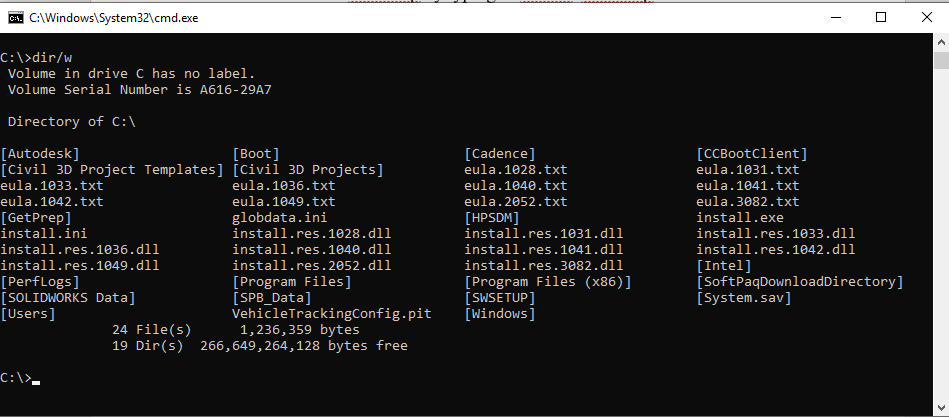 C:\Windows\System32\cmd.exe
C:\>dir/w
Volume in drive C has no label.
Volume Serial Number is A616-29A7
Directory of C:\
[Autodesk] [Boot] [Cadence] [CCBootClient]
[Civil 3D Project Templates] [Civil 3D Projects] eula.1028.txt eula.1031.txt
eula.1033.txt eula.1036.txt eula.1040.txt eula.1041.txt
eula.1042.txt eula.1049.txt eula.2052.txt eula.3082.txt
[GetPrep] globdata.ini [HPSDM] install.exe
install.ini install.res.1028.dll install.res.1031.dll install.res.1033.dll
install.res.1036.dll install.res.1040.dll install.res.1041.dll install.res.1042.dll
install.res.1049.dll install.res.2052.dll install.res.3082.dll [Intel]
[PerfLogs] [Program Files] [Program Files (x86)] [SoftPaqDownloadDirectory]
[SOLIDWORKS Data] [SPB_Data] [SWSETUP] [System.sav]
[Users] VehicleTrackingConfig.pit [Windows]
24 File(s) 1,236,359 bytes
19 Dir(s) 266,649,264,128 bytes free
C:\>